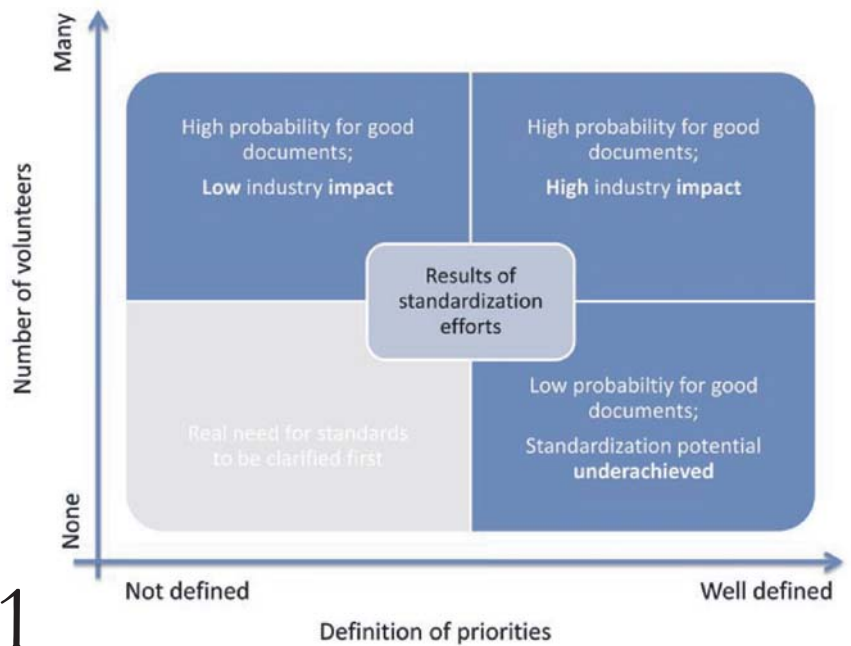 Many
Number of volunteers
None
High probability for good
documents;
Low industry impact
High probability for good
documents;
High industry impact
Results of
standardization
efforts
Real need for standards
to be clarified first
Low probabiltiy for good
documents;
Standardization potential
underachieved
Not defined
Well defined
Definition of priorities
1